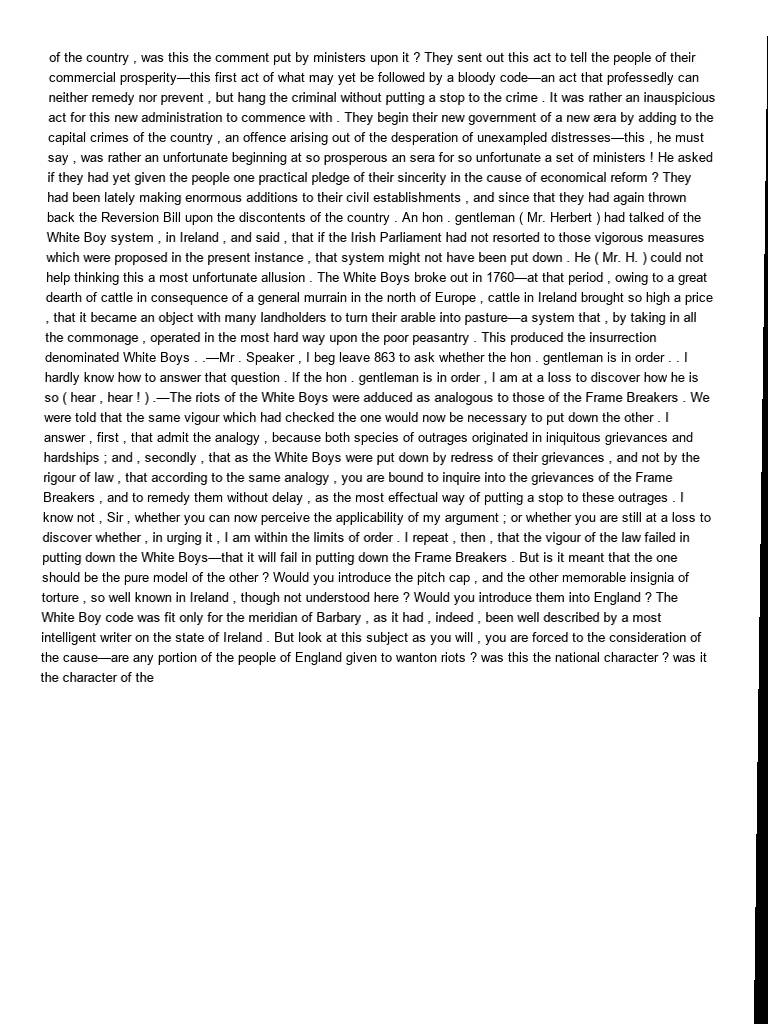 of the country , was this the comment put by ministers upon it ? They sent out this act to tell the people of their
commercial prosperity—this first act of what may yet be followed by a bloody code—an act that professedly can
neither remedy nor prevent , but hang the criminal without putting a stop to the crime . It was rather an inauspicious
act for this new administration to commence with . They begin their new government of a new æra by adding to the
capital crimes of the country , an offence arising out of the desperation of unexampled distresses—this , he must
say , was rather an unfortunate beginning at so prosperous an sera for so unfortunate a set of ministers ! He asked
if they had yet given the people one practical pledge of their sincerity in the cause of economical reform ? They
had been lately making enormous additions to their civil establishments , and since that they had again thrown
back the Reversion Bill upon the discontents of the country . An hon . gentleman ( Mr. Herbert ) had talked of the
White Boy system , in Ireland , and said , that if the Irish Parliament had not resorted to those vigorous measures
which were proposed in the present instance , that system might not have been put down . He ( Mr. H. ) could not
help thinking this a most unfortunate allusion . The White Boys broke out in 1760—at that period , owing to a great
dearth of cattle in consequence of a general murrain in the north of Europe , cattle in Ireland brought so high a price
, that it became an object with many landholders to turn their arable into pasture—a system that , by taking in all
the commonage , operated in the most hard way upon the poor peasantry . This produced the insurrection
denominated White Boys . .—Mr . Speaker , I beg leave 863 to ask whether the hon . gentleman is in order . . I
hardly know how to answer that question . If the hon . gentleman is in order , I am at a loss to discover how he is
so ( hear , hear ! ) .—The riots of the White Boys were adduced as analogous to those of the Frame Breakers . We
were told that the same vigour which had checked the one would now be necessary to put down the other . I
answer , first , that admit the analogy , because both species of outrages originated in iniquitous grievances and
hardships ; and , secondly , that as the White Boys were put down by redress of their grievances , and not by the
rigour of law , that according to the same analogy , you are bound to inquire into the grievances of the Frame
Breakers , and to remedy them without delay , as the most effectual way of putting a stop to these outrages . I
know not , Sir , whether you can now perceive the applicability of my argument ; or whether you are still at a loss to
discover whether , in urging it , I am within the limits of order . I repeat , then , that the vigour of the law failed in
putting down the White Boys—that it will fail in putting down the Frame Breakers . But is it meant that the one
should be the pure model of the other ? Would you introduce the pitch cap , and the other memorable insignia of
torture , so well known in Ireland , though not understood here ? Would you introduce them into England ? The
White Boy code was fit only for the meridian of Barbary , as it had , indeed , been well described by a most
intelligent writer on the state of Ireland . But look at this subject as you will , you are forced to the consideration of
the cause—are any portion of the people of England given to wanton riots ? was this the national character ? was it
the character of the